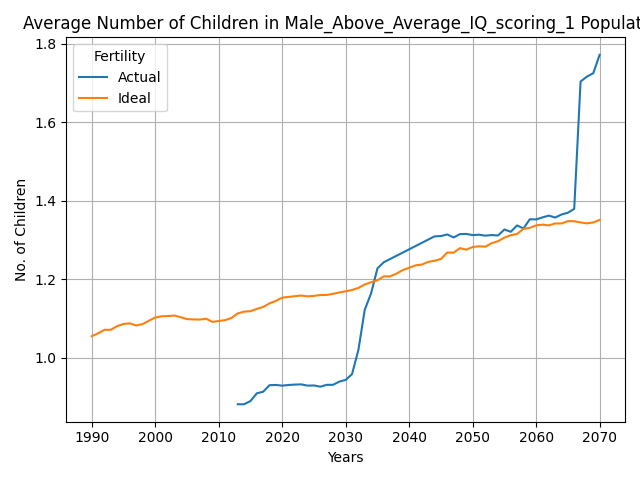 Average Number of Children in Male_Above_Average_IQ_scoring_1 Populat
Fertility
Actual
Ideal
No. of Children
1.8
1.6
1.4
1.2
1.0
1990 2000 2010 2020 2030 2040 2050 2060 2070
Years